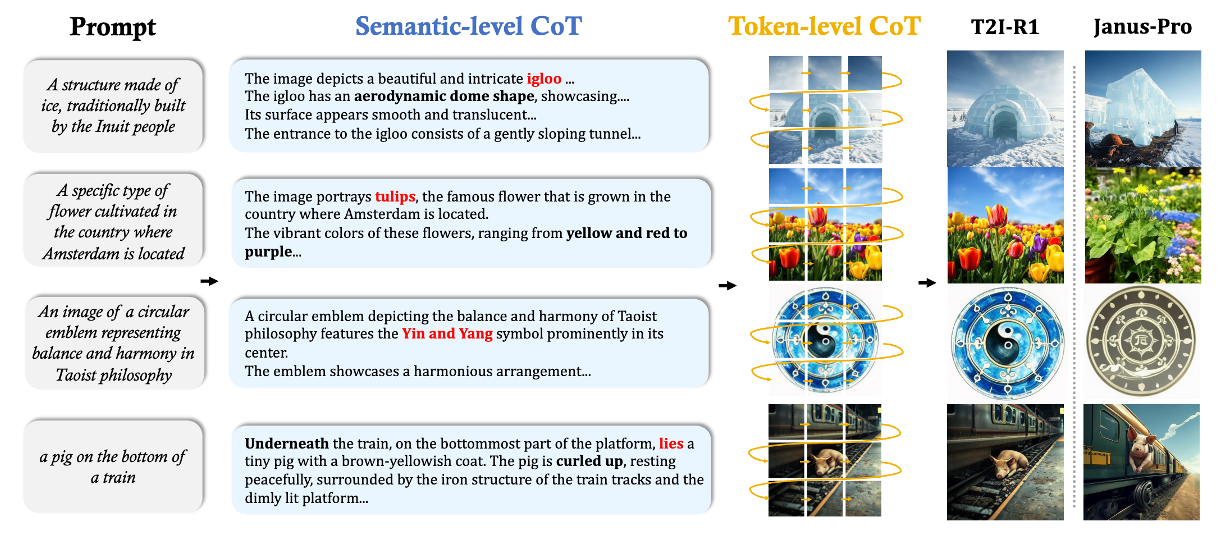 Prompt
Semantic-level CoT
Token-level CoT
T2I-R1
Janus-Pro
A structure made of
ice, traditionally built
by the Inuit people
The image depicts a beautiful and intricate igloo ...
The igloo has an aerodynamic dome shape, showcasing....
Its surface appears smooth and translucent...
The entrance to the igloo consists of a gently sloping tunnel...
A specific type of
flower cultivated in
the country where
Amsterdam is located
The image portrays tulips, the famous flower that is grown in the
country where Amsterdam is located.
The vibrant colors of these flowers, ranging from yellow and red to
purple...
An image of a circular
emblem representing
balance and harmony in
Taoist philosophy
A circular emblem depicting the balance and harmony of Taoist
philosophy features the Yin and Yang symbol prominently in its
center.
The emblem showcases a harmonious arrangement...
a pig on the bottom of
a train
Underneath the train, on the bottommost part of the platform, lies a
tiny pig with a brown-yellowish coat. The pig is curled up, resting
peacefully, surrounded by the iron structure of the train tracks and the
dimly lit platform...